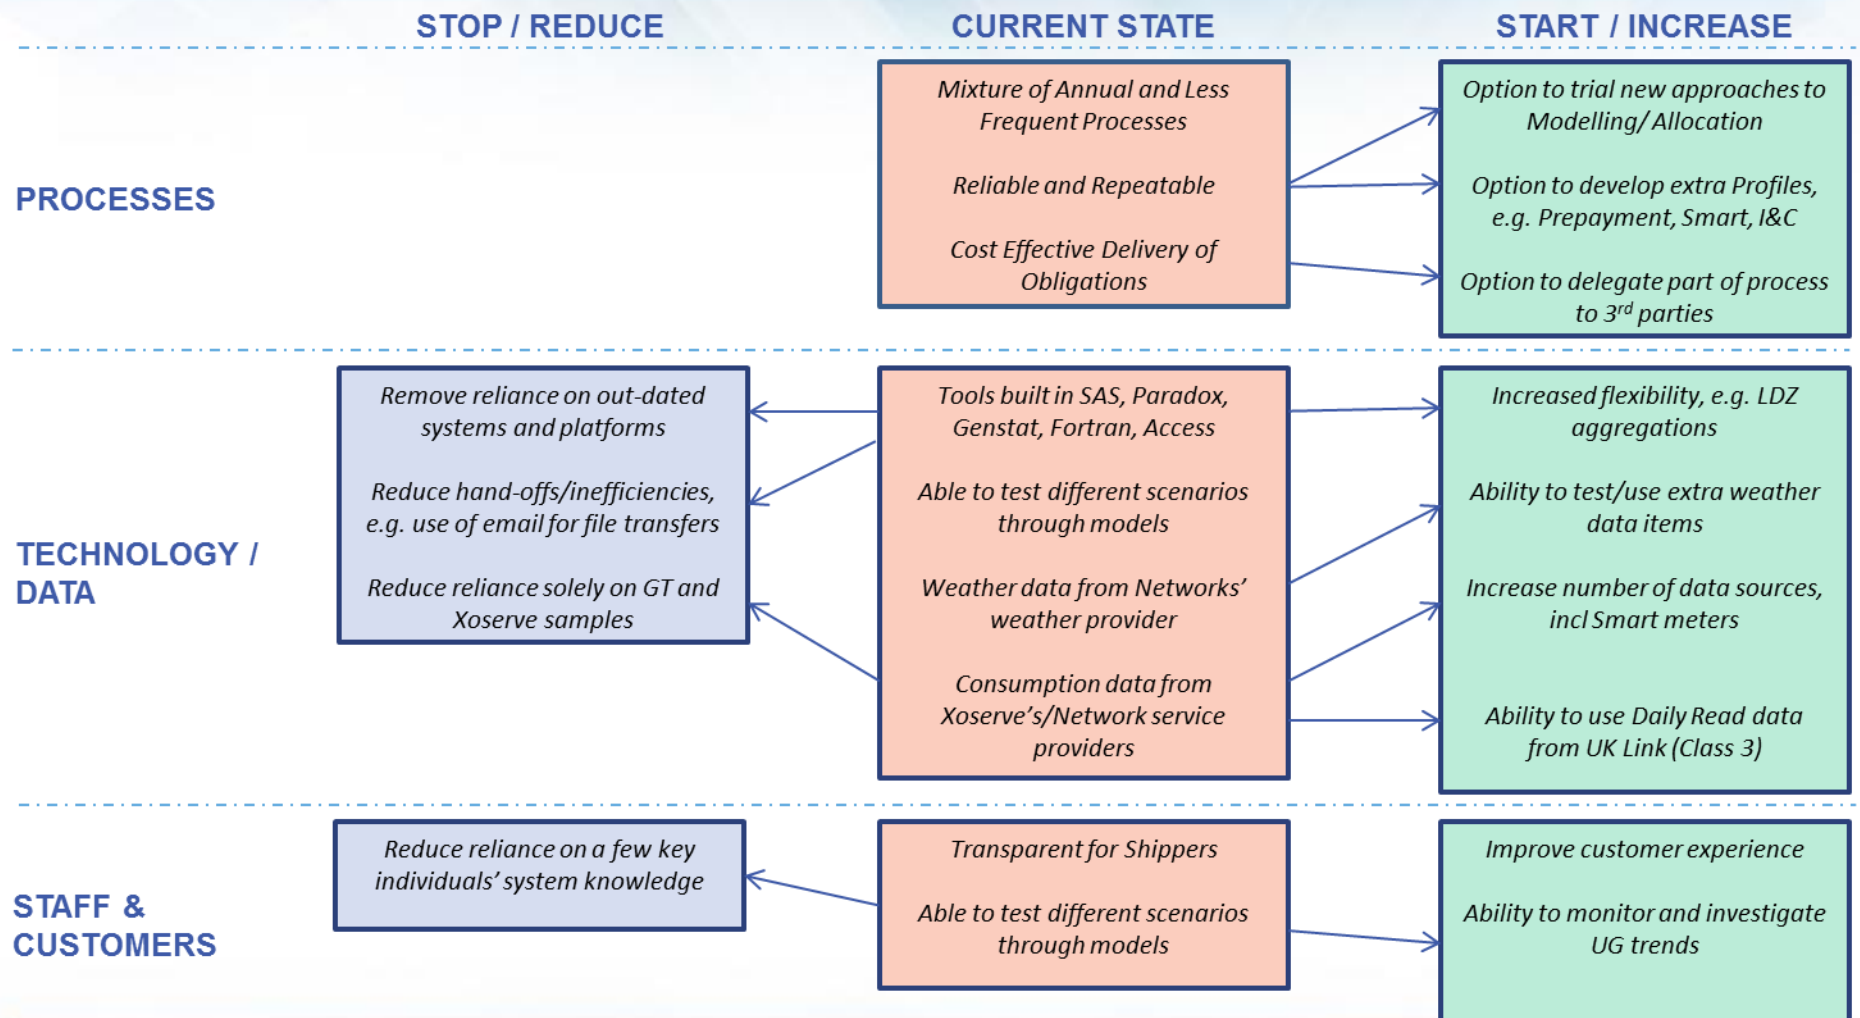 STOP / REDUCE
CURRENT STATE
START / INCREASE
PROCESSES
Mixture of Annual and Less
Frequent Processes
Reliable and Repeatable
Cost Effective Delivery of
Obligations
Option to trial new approaches to
Modelling/ Allocation
Option to develop extra Profiles,
e.g. Prepayment, Smart, I&C
Option to delegate part of process
to 3rd parties
TECHNOLOGY /
DATA
Remove reliance on out-dated
systems and platforms
Reduce hand-offs/inefficiencies,
e.g. use of email for file transfers
Reduce reliance solely on GT and
Xoserve samples
Tools built in SAS, Paradox,
Genstat, Fortran, Access
Able to test different scenarios
through models
Weather data from Networks’
weather provider
Consumption data from
Xoserve’s/Network service
providers
Increased flexibility, e.g. LDZ
aggregations
Ability to test/use extra weather
data items
Increase number of data sources,
incl Smart meters
Ability to use Daily Read data
from UK Link (Class 3)
STAFF &
CUSTOMERS
Reduce reliance on a few key
individuals’ system knowledge
Transparent for Shippers
Able to test different scenarios
through models
Improve customer experience
Ability to monitor and investigate
UG trends